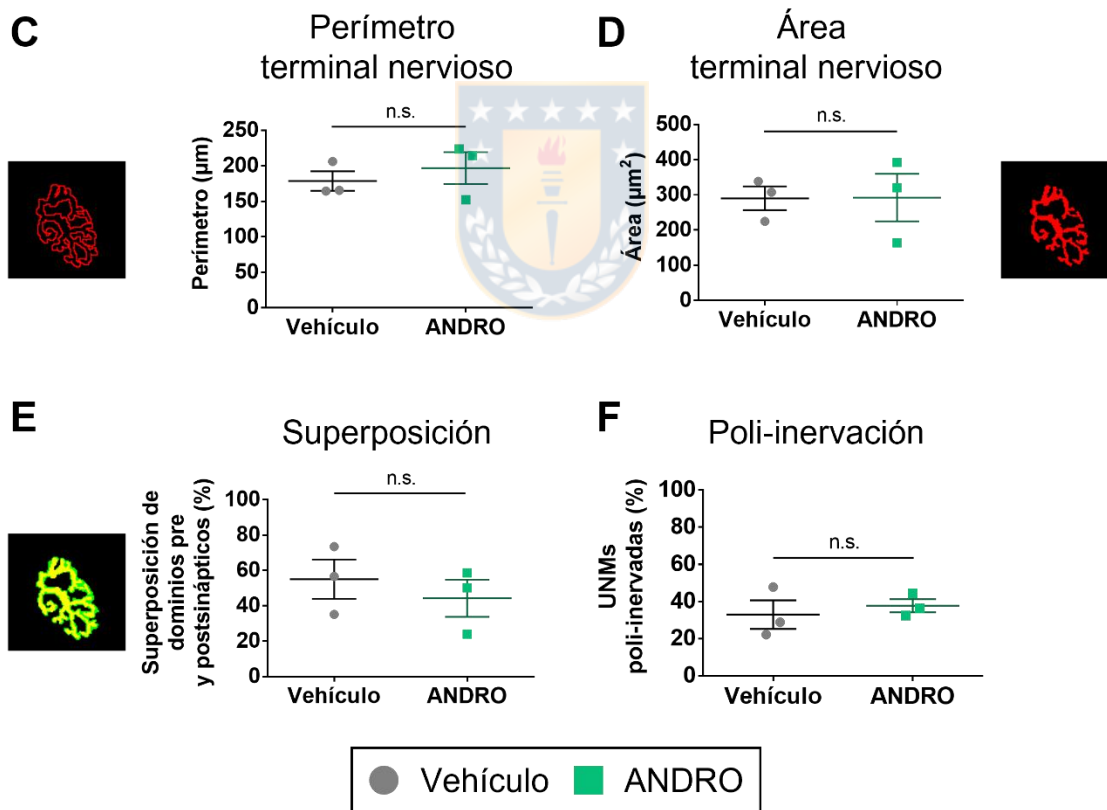 C
Perímetro
terminal nervioso
n.s.
Perímetro (µm)
250
200
150
100
50
0
Vehículo
ANDRO
D
Área
terminal nervioso
n.s.
Área (µm²)
500
400
300
200
100
0
Vehículo
ANDRO
E
Superposición
n.s.
Superposición de
dominios pre
y postsinápticos (%)
100
80
60
40
20
0
Vehículo
ANDRO
F
Poli-inervación
n.s.
UNMs
poli-inervadas (%)
100
80
60
40
20
0
Vehículo
ANDRO
Vehículo ANDRO